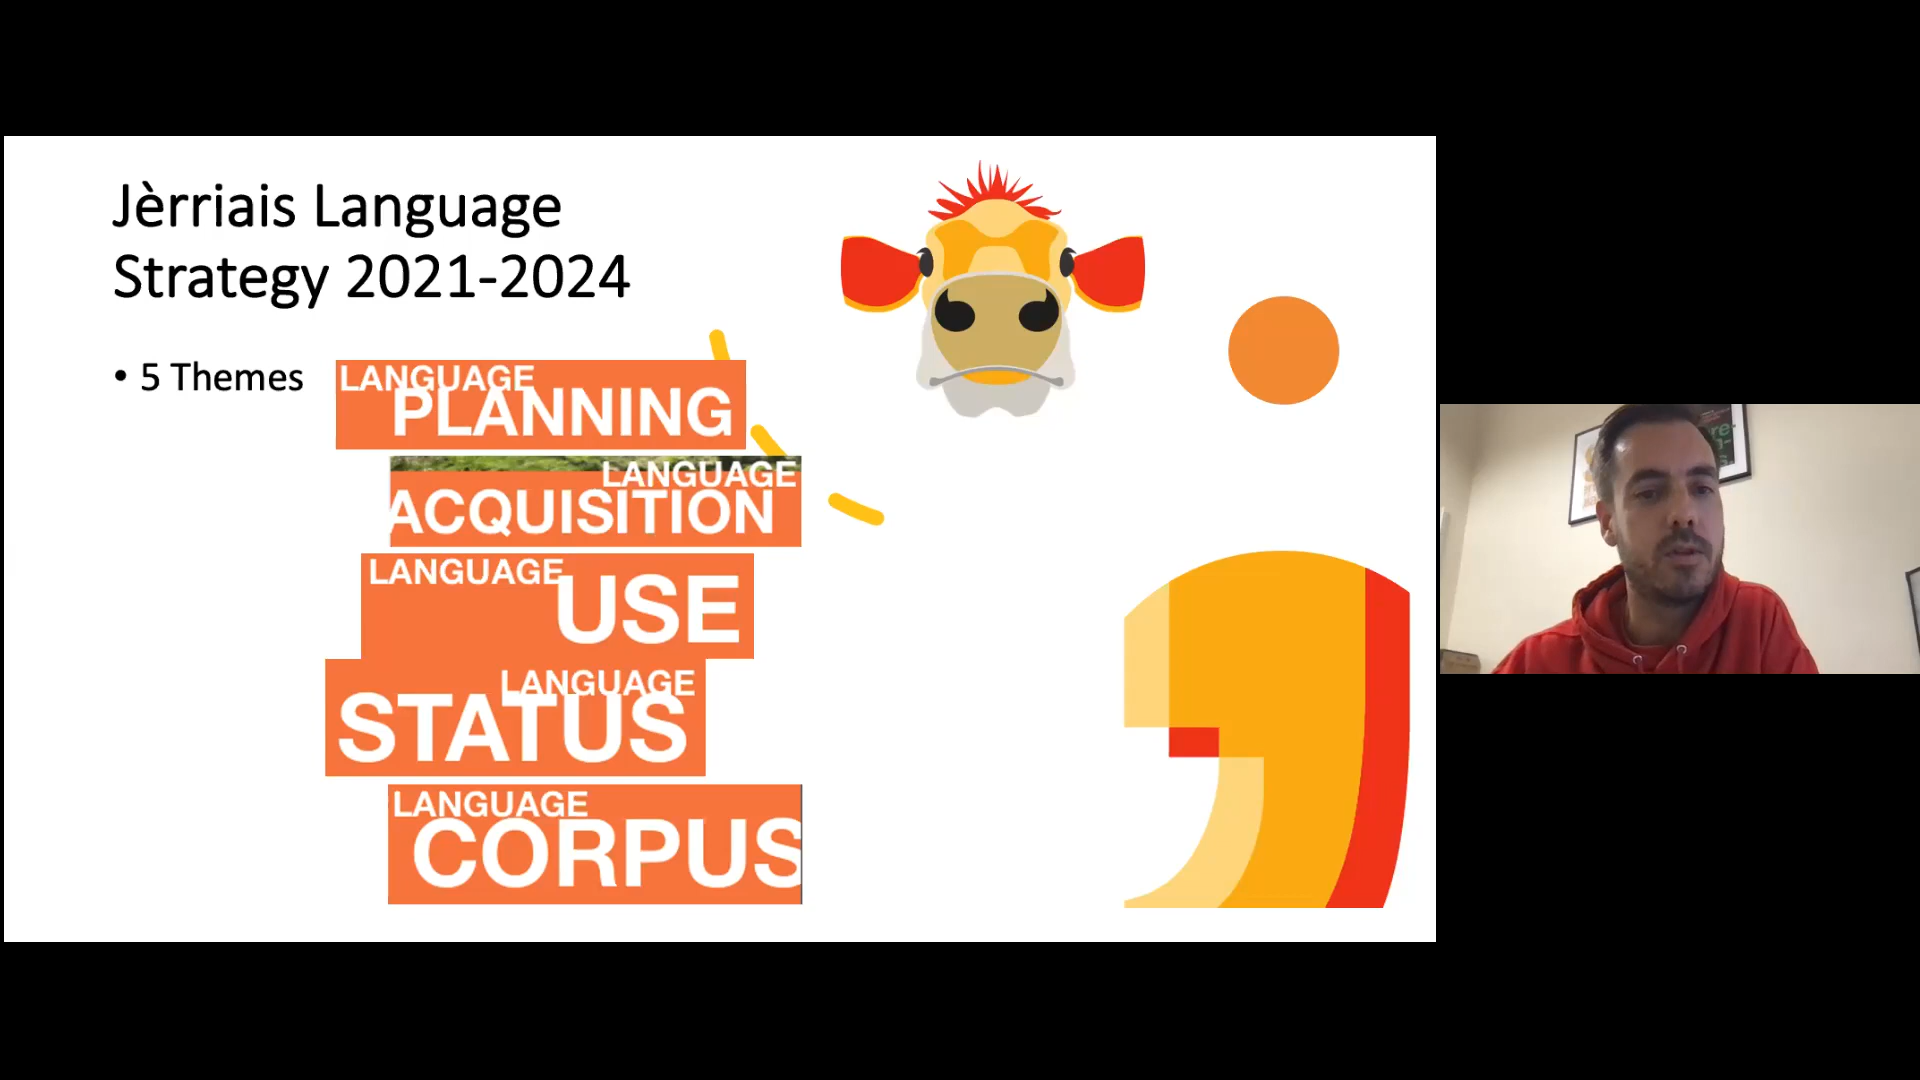 Jèrriais Language
Strategy 2021-2024
• 5 Themes
LANGUAGE
PLANNING
LANGUAGE
ACQUISITION
LANGUAGE
USE
LANGUAGE
STATUS
LANGUAGE
CORPUS